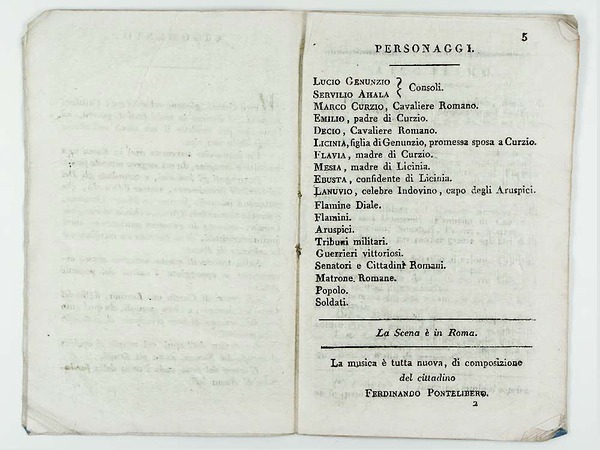 5
PERSONAGGI.
LUCIO GENUNZIO
SERVILIO AHALA
Consoli.
MARCO CURZIO, Cavaliere Romano.
EMILIO, padre di Curzio.
DECIO, Cavaliere Romano.
LICINIA, figlia di Genunzio, promessa sposa a Curzio.
FLAVIA, madre di Curzio.
MESIA, madre di Licinia.
EBUSTA, confidente di Licinia.
LANUVIO, celebre Indovino, capo degli Aruspici.
Flamine Diale.
Flamini.
Aruspici.
Tribuni militari.
Guerrieri vittoriosi.
Senatori e Cittadini Romani.
Matrone Romane.
Popolo.
Soldati.
La Scena è in Roma.
La musica è tutta nuova, di composizione
del cittadino
FERDINANDO PONTELIBERO.
2